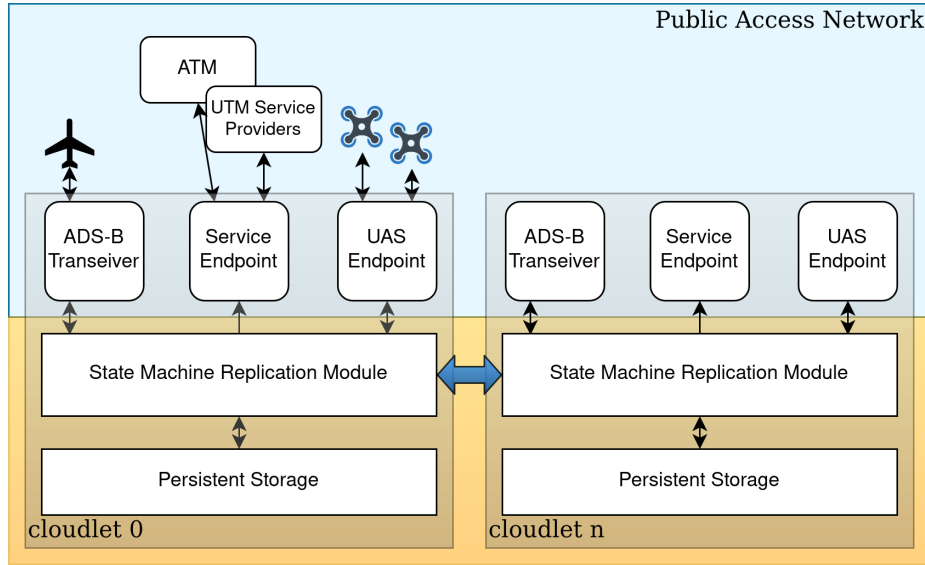 Public Access Network
ATM
UTM Service
Providers
ADS-B
Transeiver
Service
Endpoint
UAS
Endpoint
ADS-B
Transeiver
Service
Endpoint
UAS
Endpoint
State Machine Replication Module
State Machine Replication Module
Persistent Storage
Persistent Storage
cloudlet 0
cloudlet n